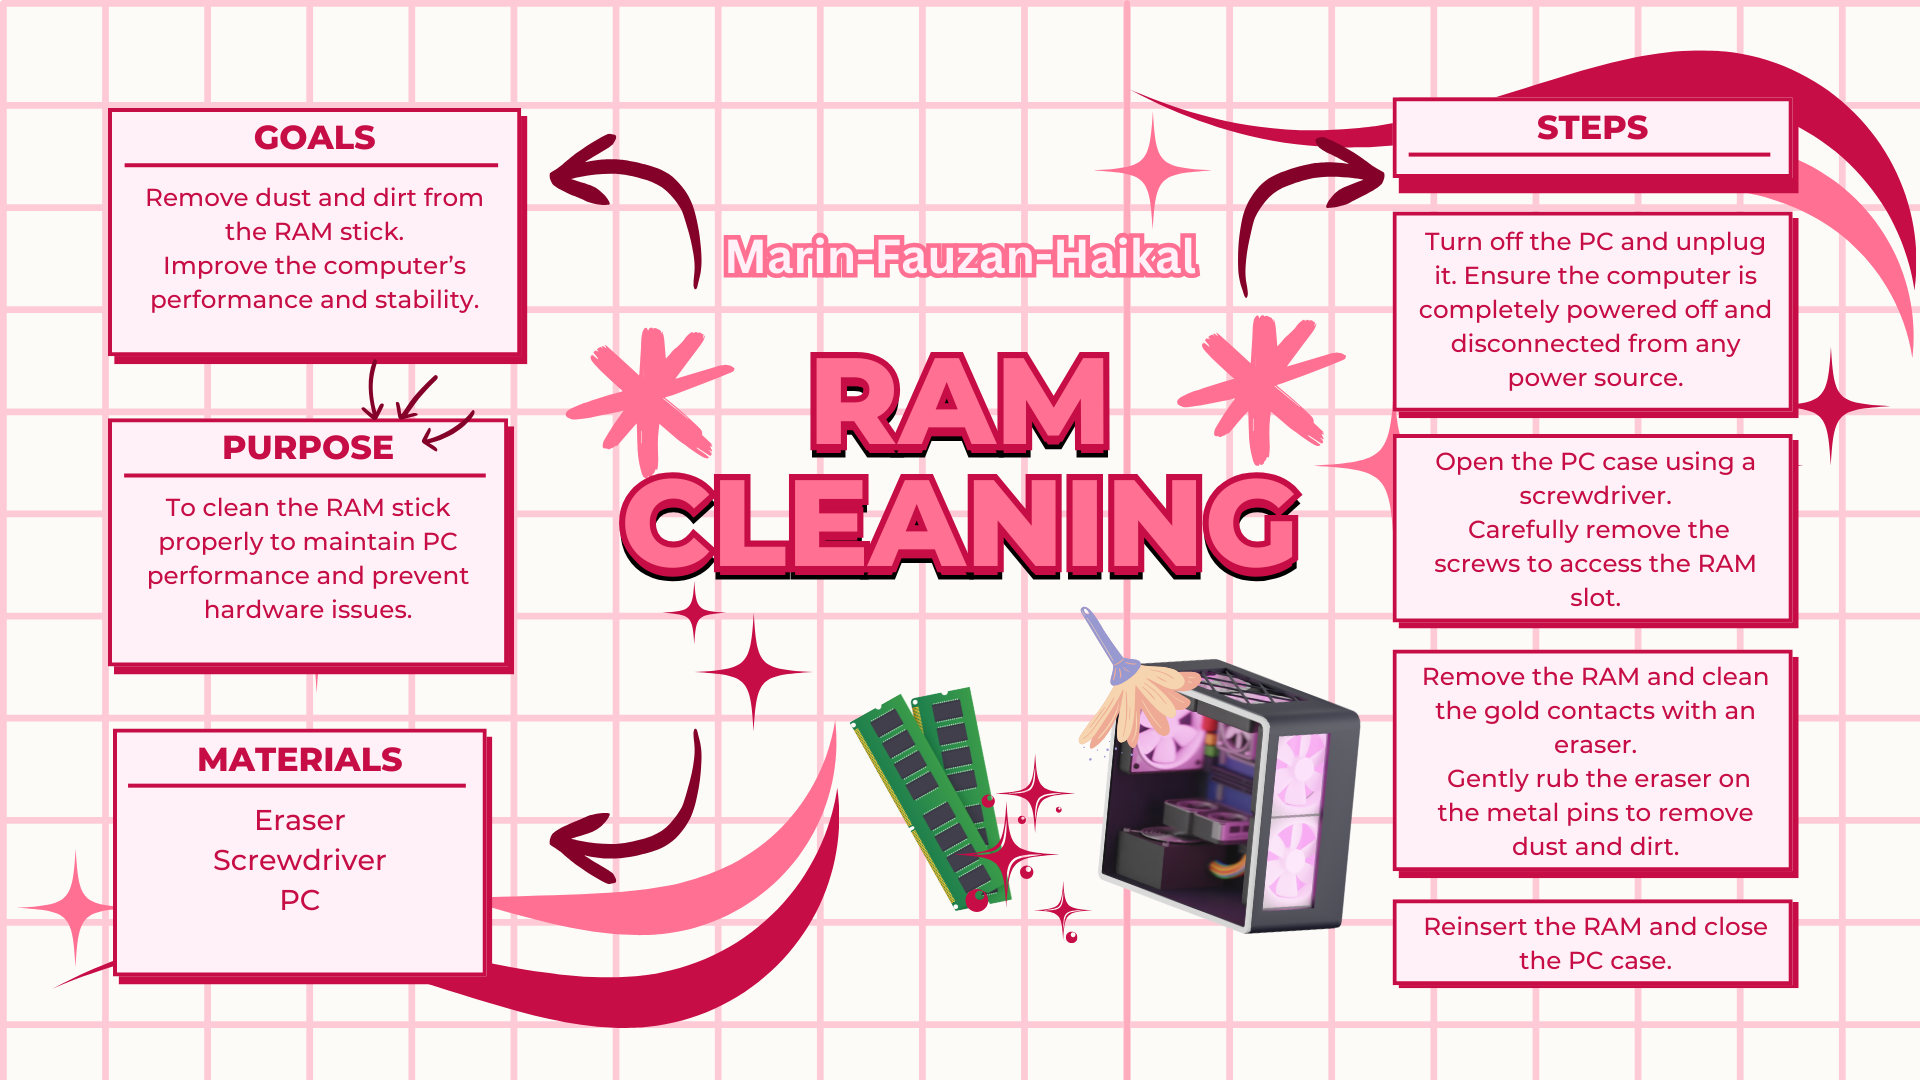 GOALS
Remove dust and dirt from
the RAM stick.
Improve the computer’s
performance and stability.
PURPOSE
To clean the RAM stick
properly to maintain PC
performance and prevent
hardware issues.
MATERIALS
Eraser
Screwdriver
PC
Marin-Fauzan-Haikal
RAM
CLEANING
STEPS
Turn off the PC and unplug
it. Ensure the computer is
completely powered off and
disconnected from any
power source.
Open the PC case using a
screwdriver.
Carefully remove the
screws to access the RAM
slot.
Remove the RAM and clean
the gold contacts with an
eraser.
Gently rub the eraser on
the metal pins to remove
dust and dirt.
Reinsert the RAM and close
the PC case.